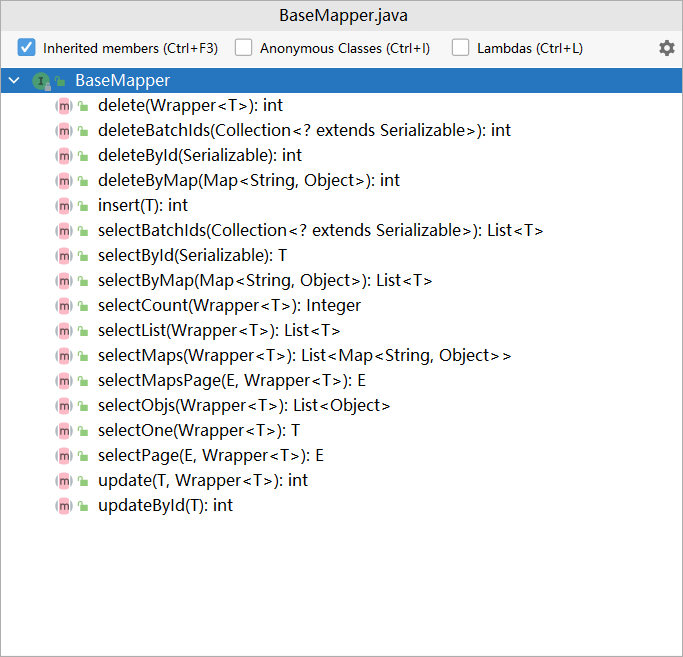 BaseMapper.java
Inherited members (Ctrl+F3) Anonymous Classes (Ctrl+I) Lambdas (Ctrl+L)
I BaseMapper
m delete(Wrapper<T>): int
m deleteBatchIds(Collection<? extends Serializable>): int
m deleteById(Serializable): int
m deleteByMap(Map<String, Object>): int
m insert(T): int
m selectBatchIds(Collection<? extends Serializable>): List<T>
m selectById(Serializable): T
m selectByMap(Map<String, Object>): List<T>
m selectCount(Wrapper<T>): Integer
m selectList(Wrapper<T>): List<T>
m selectMaps(Wrapper<T>): List<Map<String, Object>>
m selectMapsPage(E, Wrapper<T>): E
m selectObjs(Wrapper<T>): List<Object>
m selectOne(Wrapper<T>): T
m selectPage(E, Wrapper<T>): E
m update(T, Wrapper<T>): int
m updateById(T): int